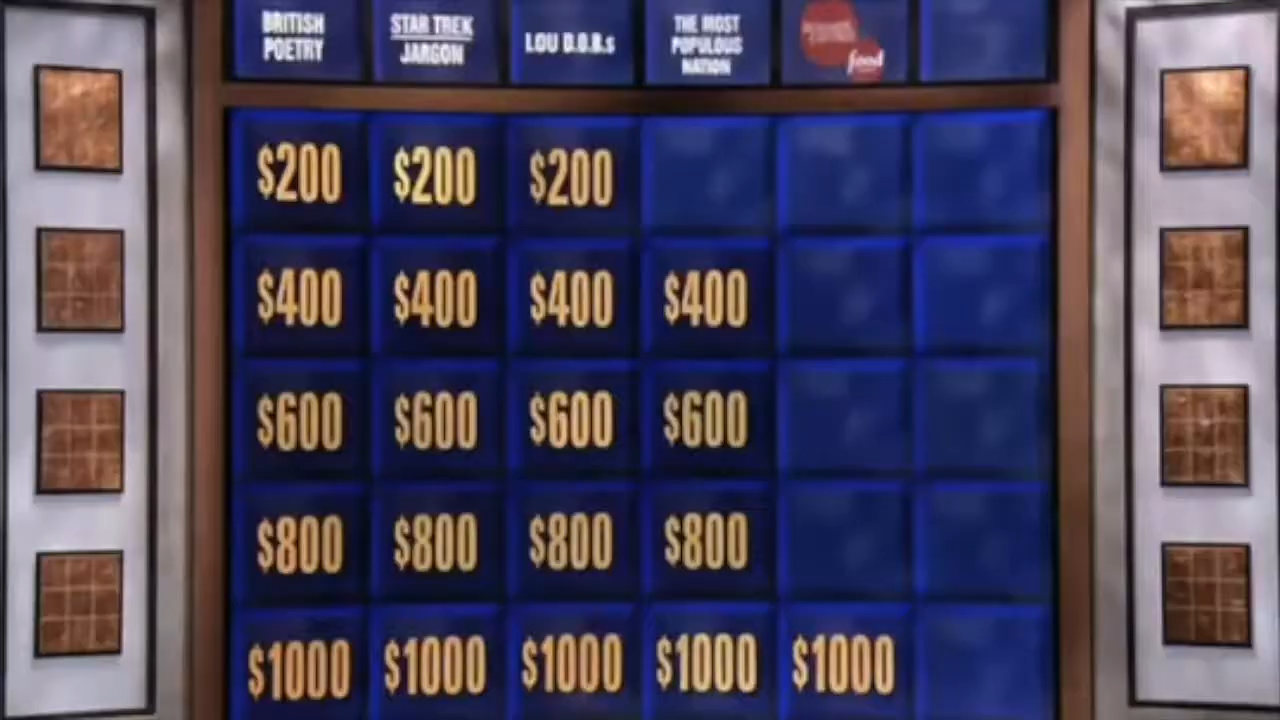 BRITISH
POETRY
STAR TREK
JARGON
LOU D.O.B.s
THE MOST
POPULOUS
NATION
food
$200 $200 $200
$400 $400 $400 $400
$600 $600 $600 $600
$800 $800 $800 $800
$1000 $1000 $1000 $1000 $1000